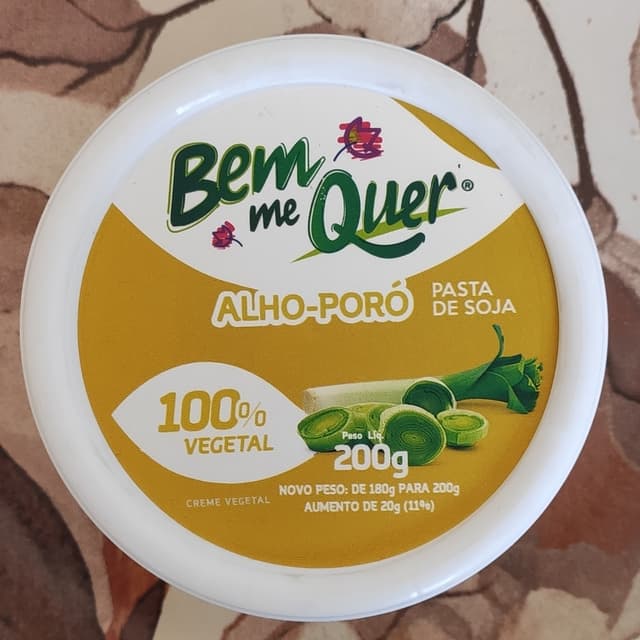 Bem
me Quer®
ALHO-PORÓ
PASTA
DE SOJA
100%
VEGETAL
Peso Líq.
200g
CREME VEGETAL
NOVO PESO: DE 180g PARA 200g
AUMENTO DE 20g (11%)